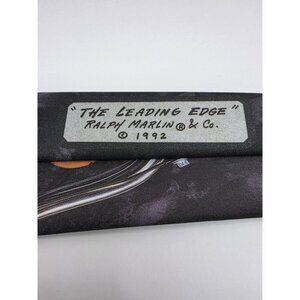 "THE LEADING EDGE"
RALPH MARLIN ® & Co.
© 1992